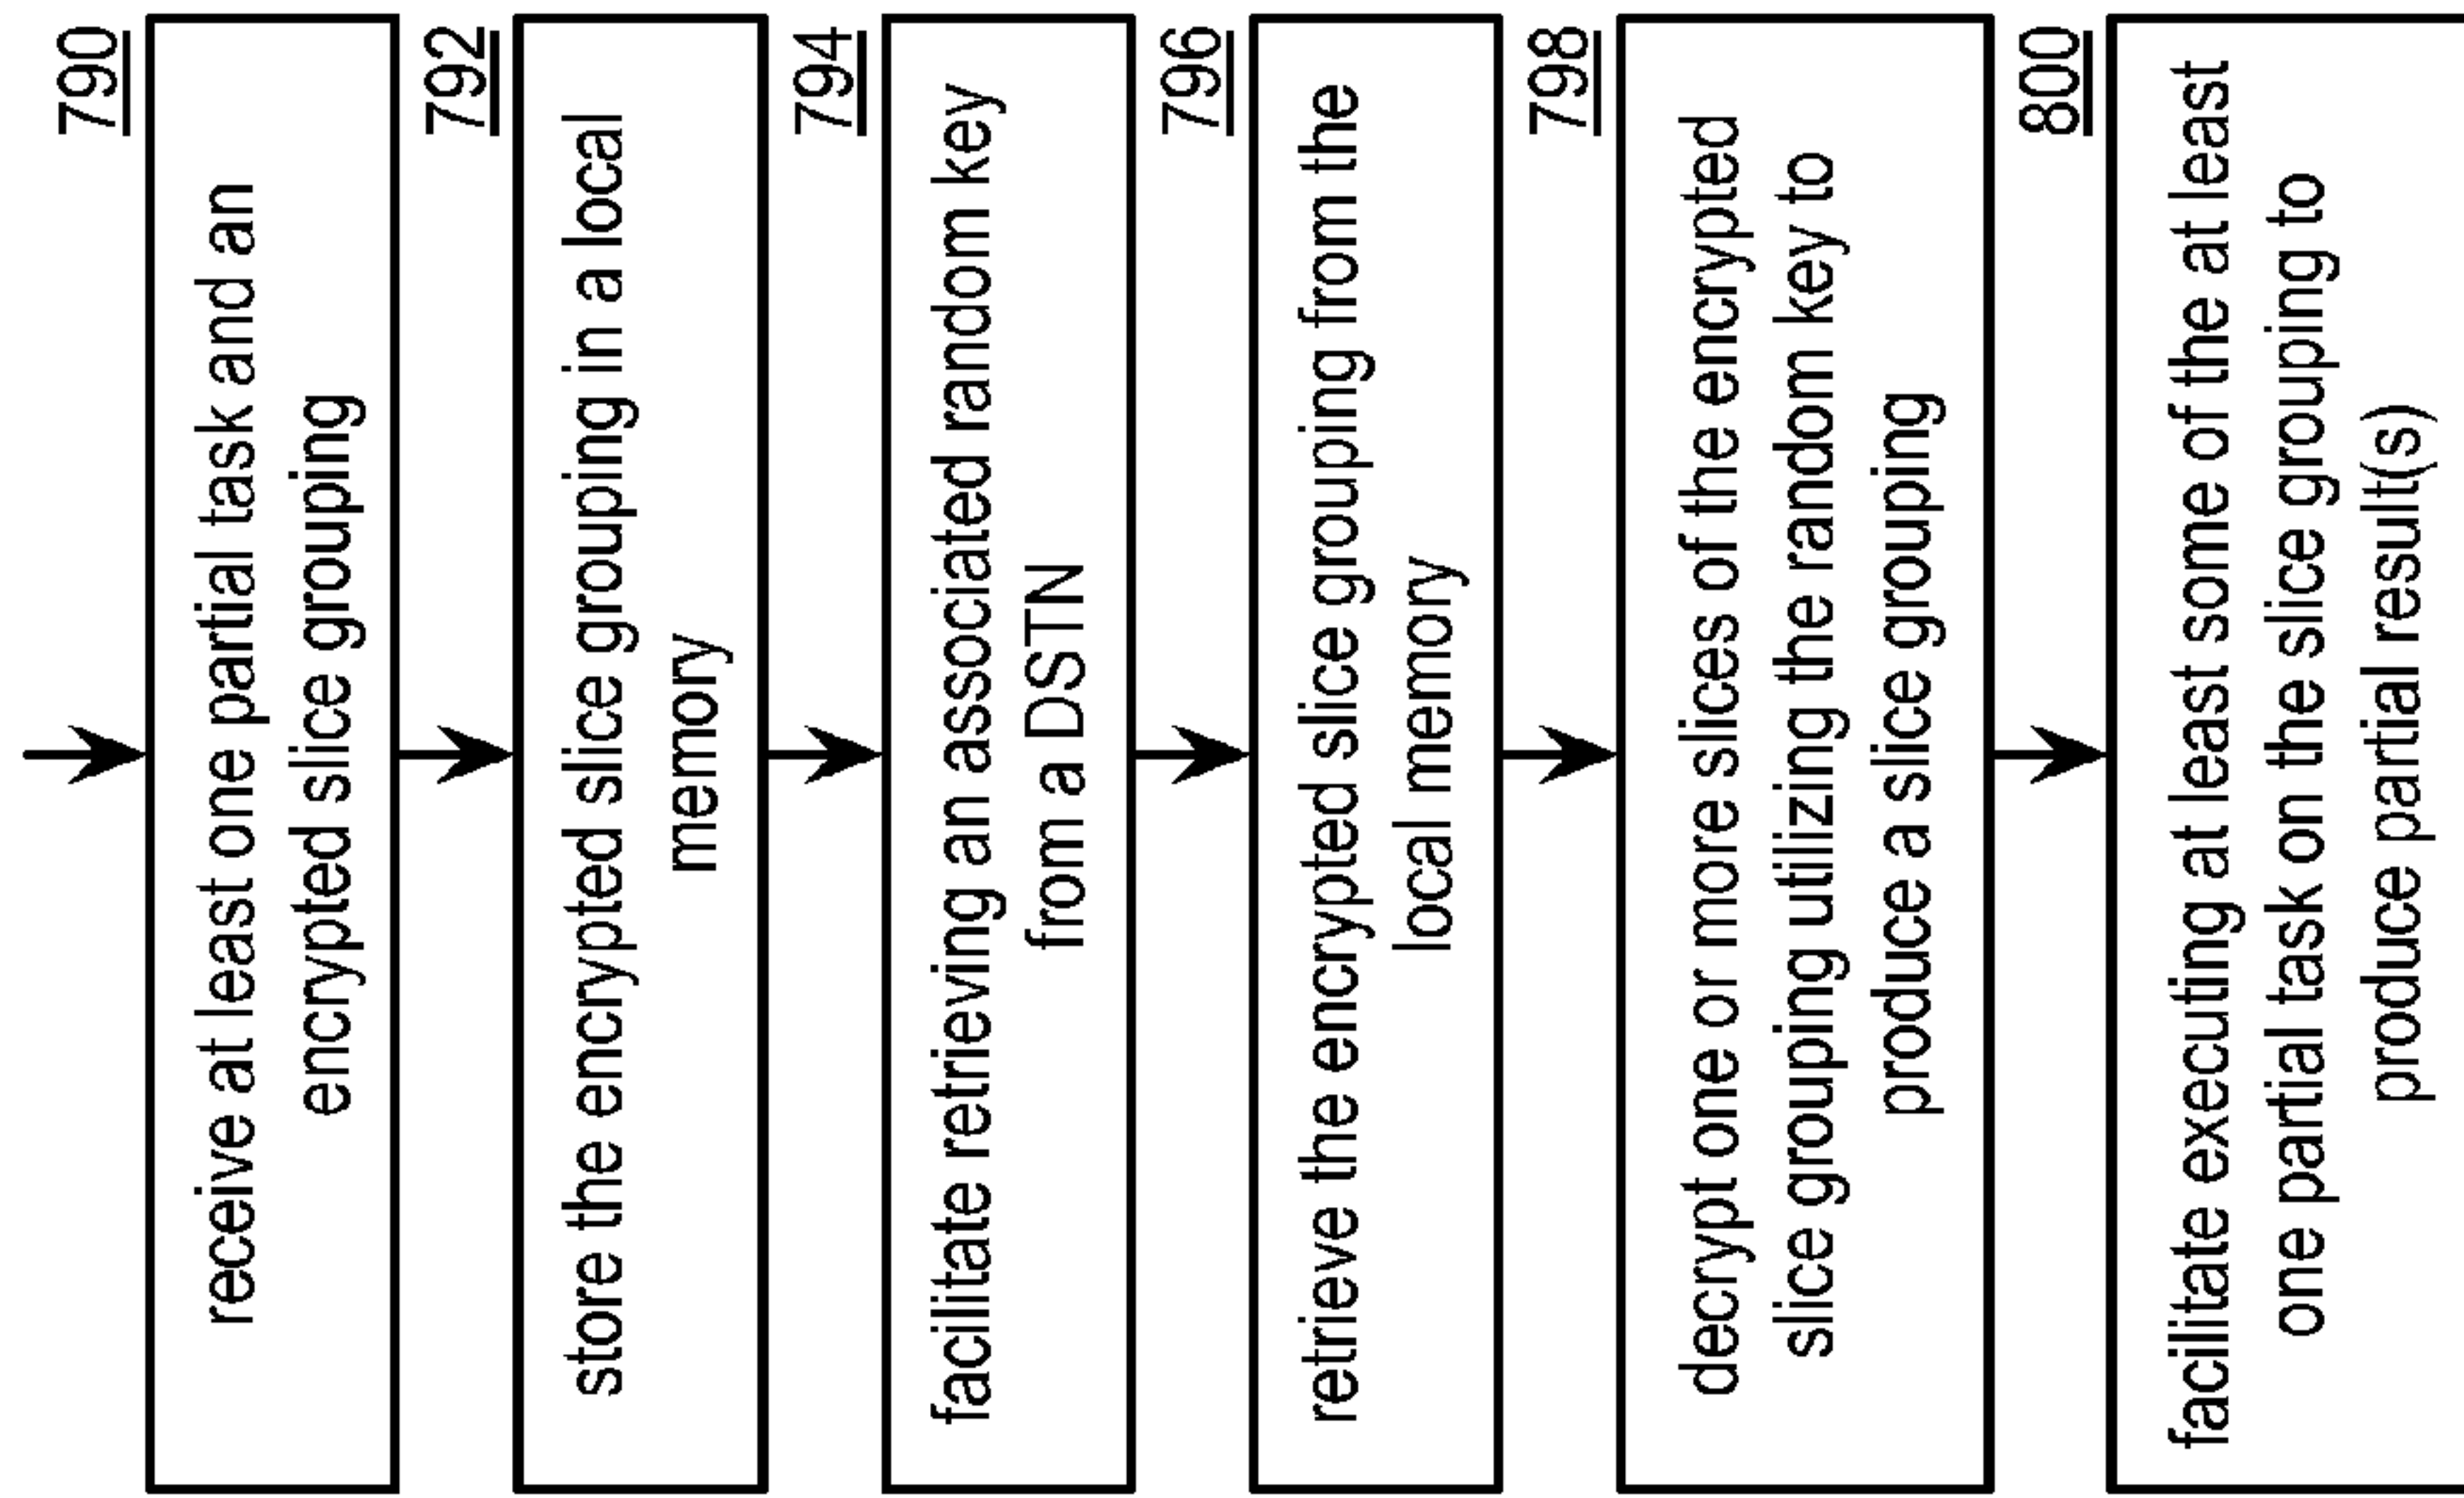 790
receive at least one partial task and an
encrypted slice grouping
792
store the encrypted slice grouping in a local
memory
794
facilitate retrieving an associated random key
from a DSTN
796
retrieve the encrypted slice grouping from the
local memory
798
decrypt one or more slices of the encrypted
slice grouping utilizing the random key to
produce a slice grouping
800
facilitate executing at least some of the at least
one partial task on the slice grouping to
produce partial result(s)